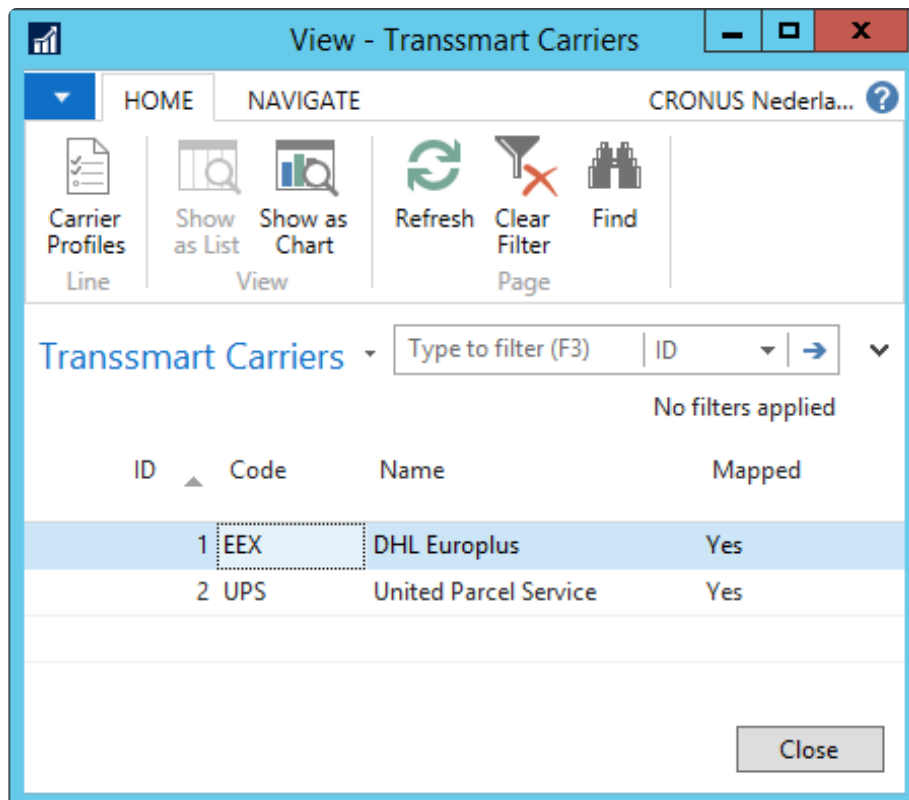 View - Transsmart Carriers
HOME NAVIGATE CRONUS Nederla... ?
Carrier Profiles
Show as List
Show as Chart
Refresh
Clear Filter
Find
Line View Page
Transsmart Carriers Type to filter (F3) ID
No filters applied
ID Code Name Mapped
1 EEX DHL Europlus Yes
2 UPS United Parcel Service Yes
Close